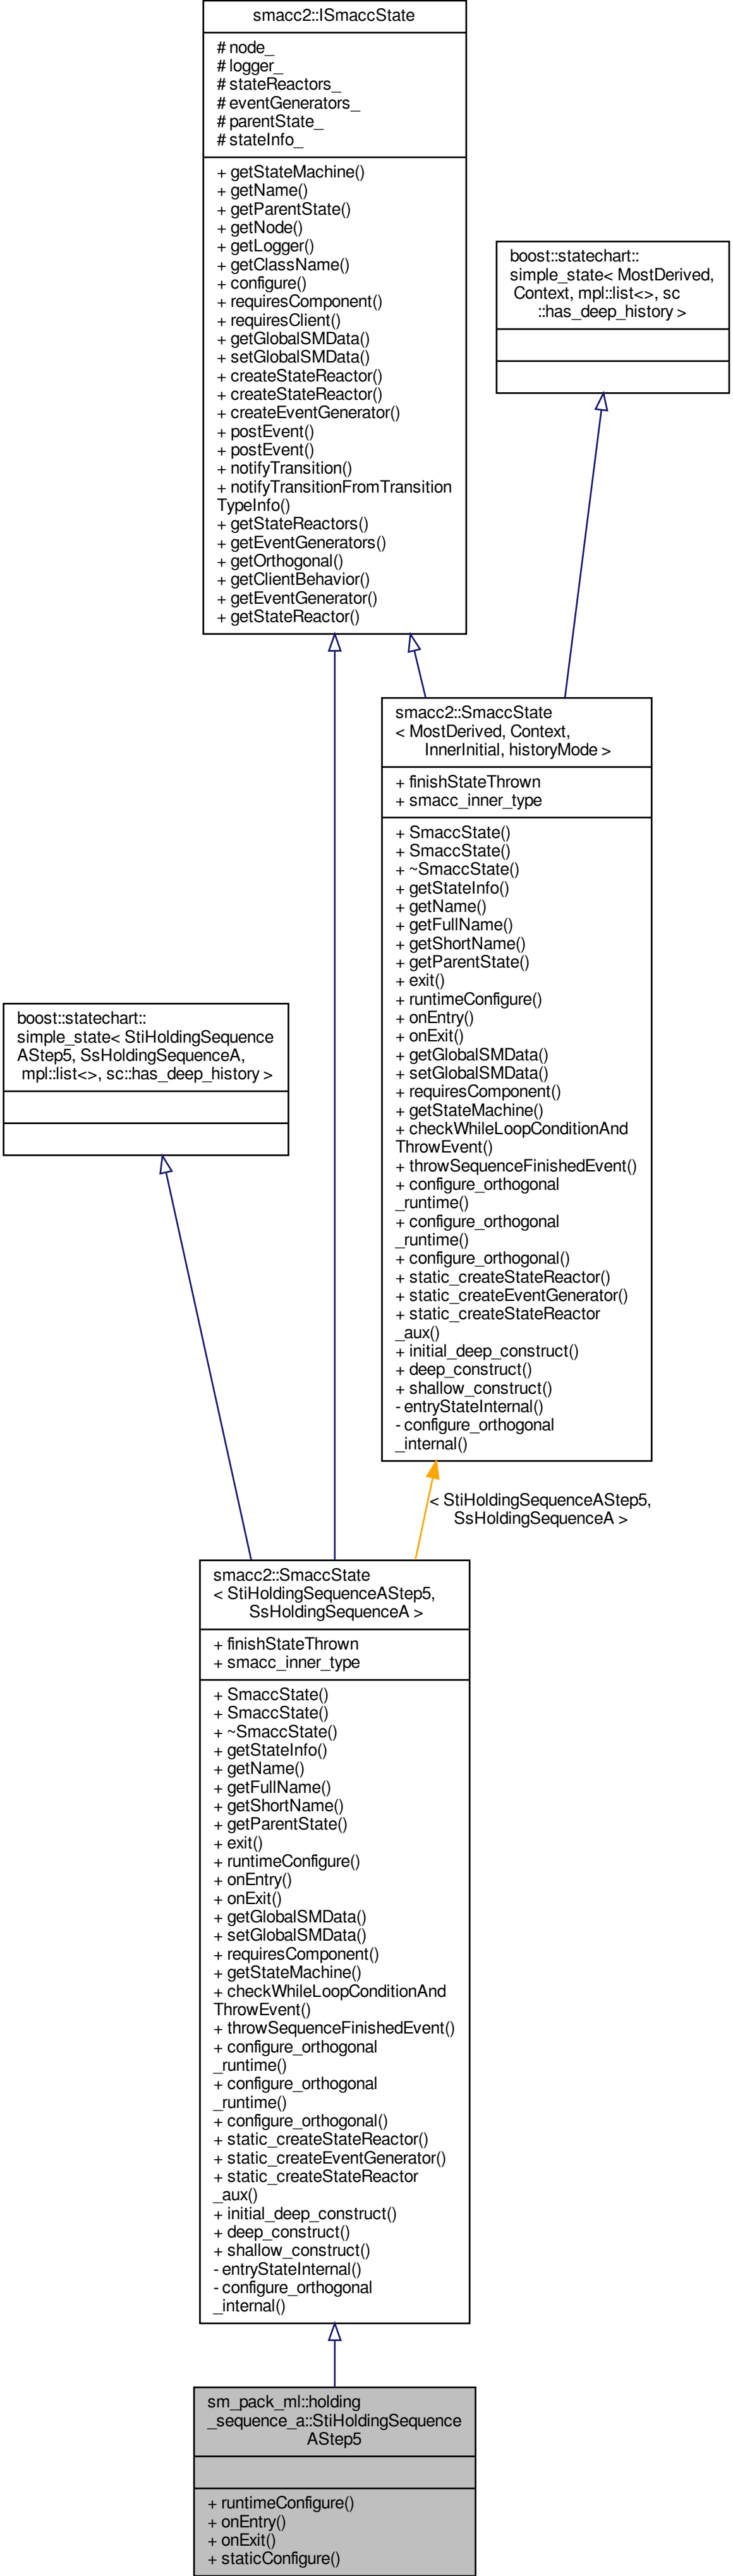 smacc2::ISmaccState
# node_
# logger_
# stateReactors_
# eventGenerators_
# parentState_
# stateInfo_
+ getStateMachine()
+ getName()
+ getParentState()
+ getNode()
+ getLogger()
+ getClassName()
+ configure()
+ requiresComponent()
+ requiresClient()
+ getGlobalSMData()
+ setGlobalSMData()
+ createStateReactor()
+ createStateReactor()
+ createEventGenerator()
+ postEvent()
+ postEvent()
+ notifyTransition()
+ notifyTransitionFromTransition
TypeInfo()
+ getStateReactors()
+ getEventGenerators()
+ getOrthogonal()
+ getClientBehavior()
+ getEventGenerator()
+ getStateReactor()
boost::statechart::
simple_state< MostDerived,
Context, mpl::list<>, sc
::has_deep_history >
smacc2::SmaccState
< MostDerived, Context,
InnerInitial, historyMode >
+ finishStateThrown
+ smacc_inner_type
+ SmaccState()
+ SmaccState()
+ ~SmaccState()
+ getStateInfo()
+ getName()
+ getFullName()
+ getShortName()
+ getParentState()
+ exit()
+ runtimeConfigure()
+ onEntry()
+ onExit()
+ getGlobalSMData()
+ setGlobalSMData()
+ requiresComponent()
+ getStateMachine()
+ checkWhileLoopConditionAnd
ThrowEvent()
+ throwSequenceFinishedEvent()
+ configure_orthogonal
_runtime()
+ configure_orthogonal
_runtime()
+ configure_orthogonal()
+ static_createStateReactor()
+ static_createEventGenerator()
+ static_createStateReactor
_aux()
+ initial_deep_construct()
+ deep_construct()
+ shallow_construct()
- entryStateInternal()
- configure_orthogonal
_internal()
boost::statechart::
simple_state< StiHoldingSequence
AStep5, SsHoldingSequenceA,
mpl::list<>, sc::has_deep_history >
< StiHoldingSequenceAStep5,
SsHoldingSequenceA >
smacc2::SmaccState
< StiHoldingSequenceAStep5,
SsHoldingSequenceA >
+ finishStateThrown
+ smacc_inner_type
+ SmaccState()
+ SmaccState()
+ ~SmaccState()
+ getStateInfo()
+ getName()
+ getFullName()
+ getShortName()
+ getParentState()
+ exit()
+ runtimeConfigure()
+ onEntry()
+ onExit()
+ getGlobalSMData()
+ setGlobalSMData()
+ requiresComponent()
+ getStateMachine()
+ checkWhileLoopConditionAnd
ThrowEvent()
+ throwSequenceFinishedEvent()
+ configure_orthogonal
_runtime()
+ configure_orthogonal
_runtime()
+ configure_orthogonal()
+ static_createStateReactor()
+ static_createEventGenerator()
+ static_createStateReactor
_aux()
+ initial_deep_construct()
+ deep_construct()
+ shallow_construct()
- entryStateInternal()
- configure_orthogonal
_internal()
sm_pack_ml::holding
_sequence_a::StiHoldingSequence
AStep5
+ runtimeConfigure()
+ onEntry()
+ onExit()
+ staticConfigure()